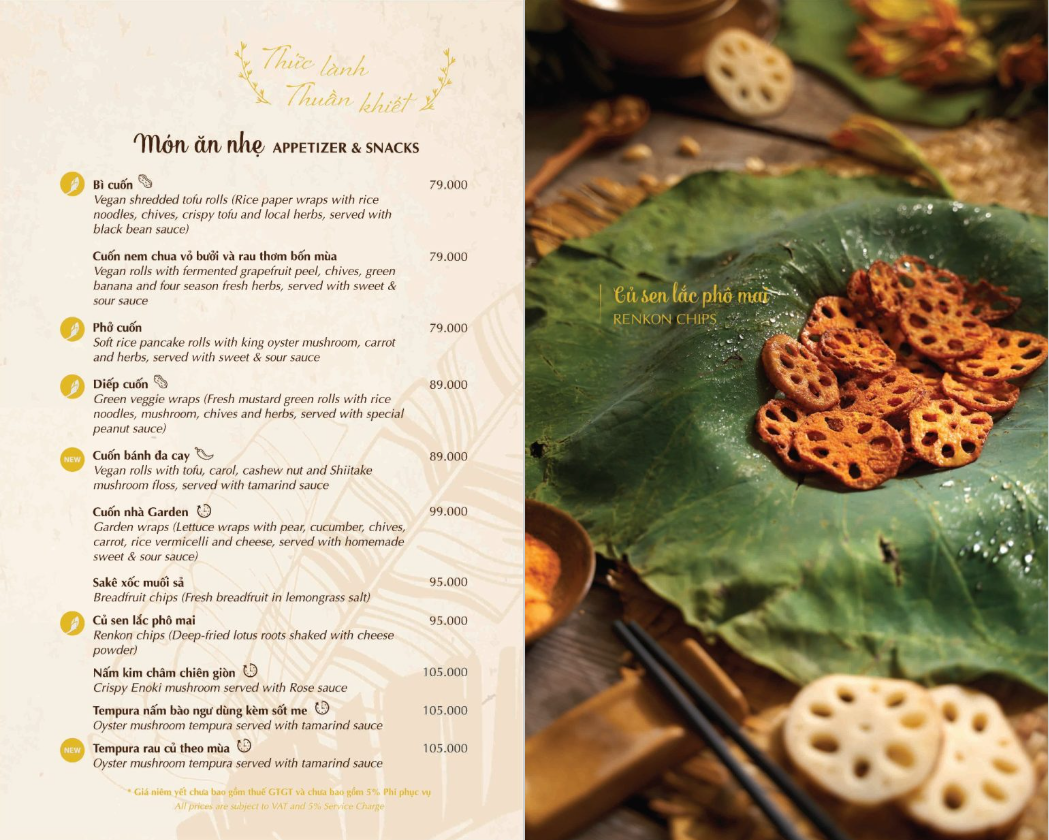 Thức lành
Thuần khiết
Món ăn nhẹ APPETIZER & SNACKS
Bì cuốn 79.000
Vegan shredded tofu rolls (Rice paper wraps with rice
noodles, chives, crispy tofu and local herbs, served with
black bean sauce)
Cuốn nem chua vỏ bưởi và rau thơm bốn mùa 79.000
Vegan rolls with fermented grapefruit peel, chives, green
banana and four season fresh herbs, served with sweet &
sour sauce
Phở cuốn 79.000
Soft rice pancake rolls with king oyster mushroom, carrot
and herbs, served with sweet & sour sauce
Diếp cuốn 89.000
Green veggie wraps (Fresh mustard green rolls with rice
noodles, mushroom, chives and herbs, served with special
peanut sauce)
NEW Cuốn bánh đa cay 89.000
Vegan rolls with tofu, carol, cashew nut and Shiitake
mushroom floss, served with tamarind sauce
Cuốn nhà Garden 99.000
Garden wraps (Lettuce wraps with pear, cucumber, chives,
carrot, rice vermicelli and cheese, served with homemade
sweet & sour sauce)
Sakê xốc muối sả 95.000
Breadfruit chips (Fresh breadfruit in lemongrass salt)
Củ sen lắc phô mai 95.000
Renkon chips (Deep-fried lotus roots shaked with cheese
powder)
Nấm kim châm chiên giòn 105.000
Crispy Enoki mushroom served with Rose sauce
Tempura nấm bào ngư dùng kèm sốt me 105.000
Oyster mushroom tempura served with tamarind sauce
NEW Tempura rau củ theo mùa 105.000
Oyster mushroom tempura served with tamarind sauce
* Giá niêm yết chưa bao gồm thuế GTGT và chưa bao gồm 5% Phí phục vụ
All prices are subject to VAT and 5% Service Charge
Củ sen lắc phô mai
RENKON CHIPS